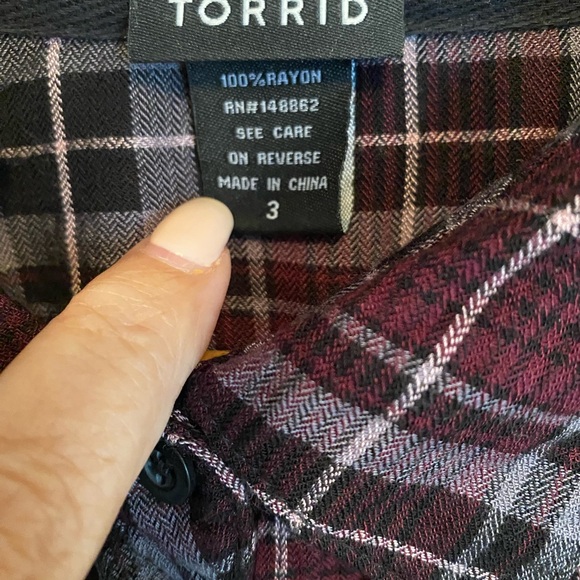 TORRID
100%RAYON
RN#148862
SEE CARE
ON REVERSE
MADE IN CHINA
3